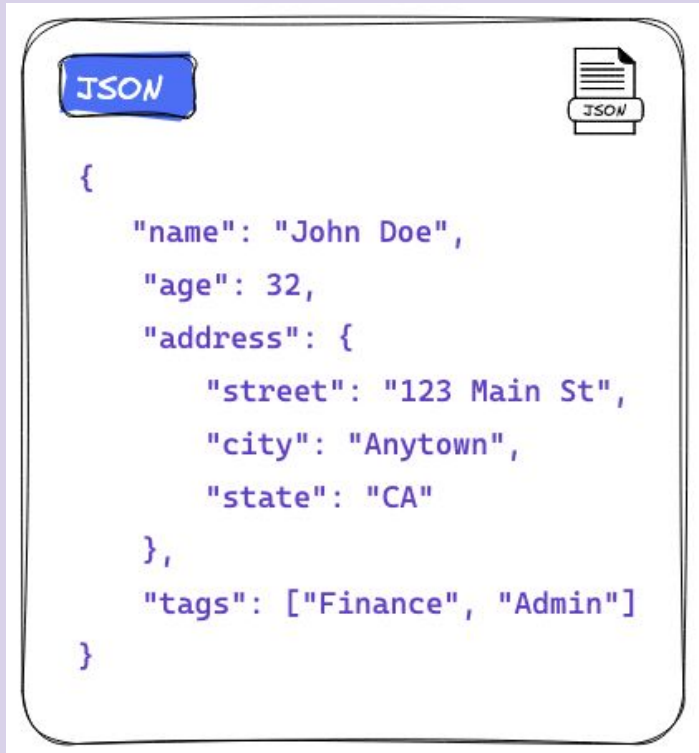 JSON
JSON
{
"name": "John Doe",
"age": 32,
"address": {
"street": "123 Main St",
"city": "Anytown",
"state": "CA"
},
"tags": ["Finance", "Admin"]
}